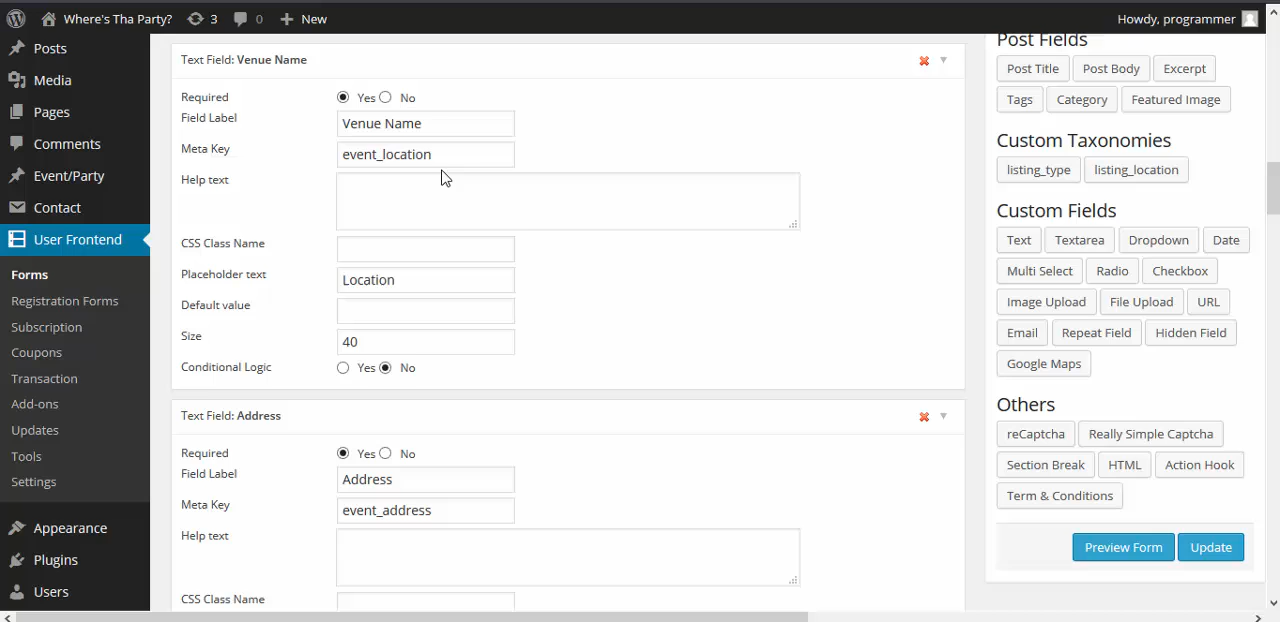 Where's Tha Party? 3 0 New Howdy, programmer
Posts
Media
Pages
Comments
Event/Party
Contact
User Frontend
Forms
Registration Forms
Subscription
Coupons
Transaction
Add-ons
Updates
Tools
Settings
Appearance
Plugins
Users
Text Field: Venue Name
Required Yes No
Field Label Venue Name
Meta Key event_location
Help text
CSS Class Name
Placeholder text Location
Default value
Size 40
Conditional Logic Yes No
Text Field: Address
Required Yes No
Field Label Address
Meta Key event_address
Help text
CSS Class Name
Post Fields
Post Title Post Body Excerpt
Tags Category Featured Image
Custom Taxonomies
listing_type listing_location
Custom Fields
Text Textarea Dropdown Date
Multi Select Radio Checkbox
Image Upload File Upload URL
Email Repeat Field Hidden Field
Google Maps
Others
reCaptcha Really Simple Captcha
Section Break HTML Action Hook
Term & Conditions
Preview Form Update